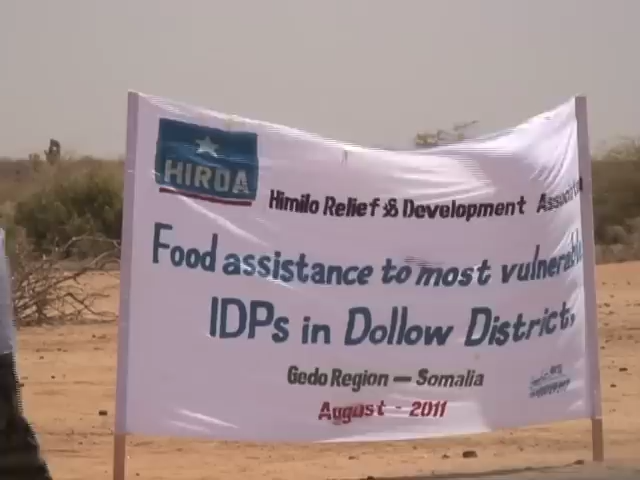 HIRDA
Himilo Relief & Development
Food assistance to most
IDPs in Dollow District.
Gedo Region — Somalia
August - 2011